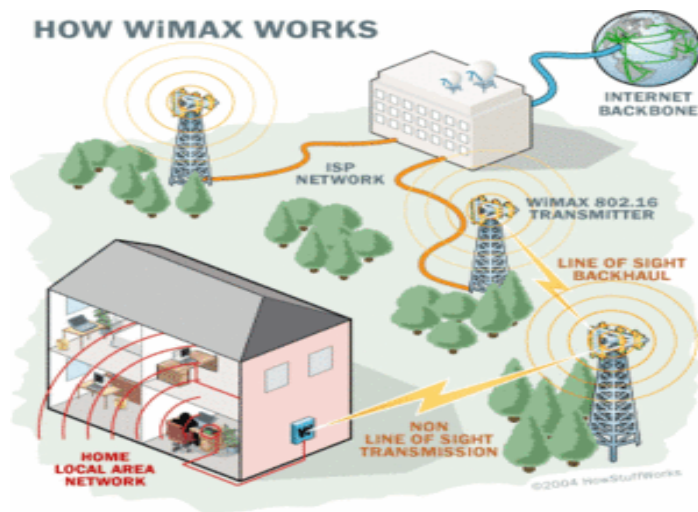 HOW WiMAX WORKS
INTERNET
BACKBONE
ISP
NETWORK
WiMAX 802.16
TRANSMITTER
LINE OF SIGHT
BACKHAUL
NON
LINE OF SIGHT
TRANSMISSION
HOME
LOCAL AREA
NETWORK
©2004 HowStuffWorks